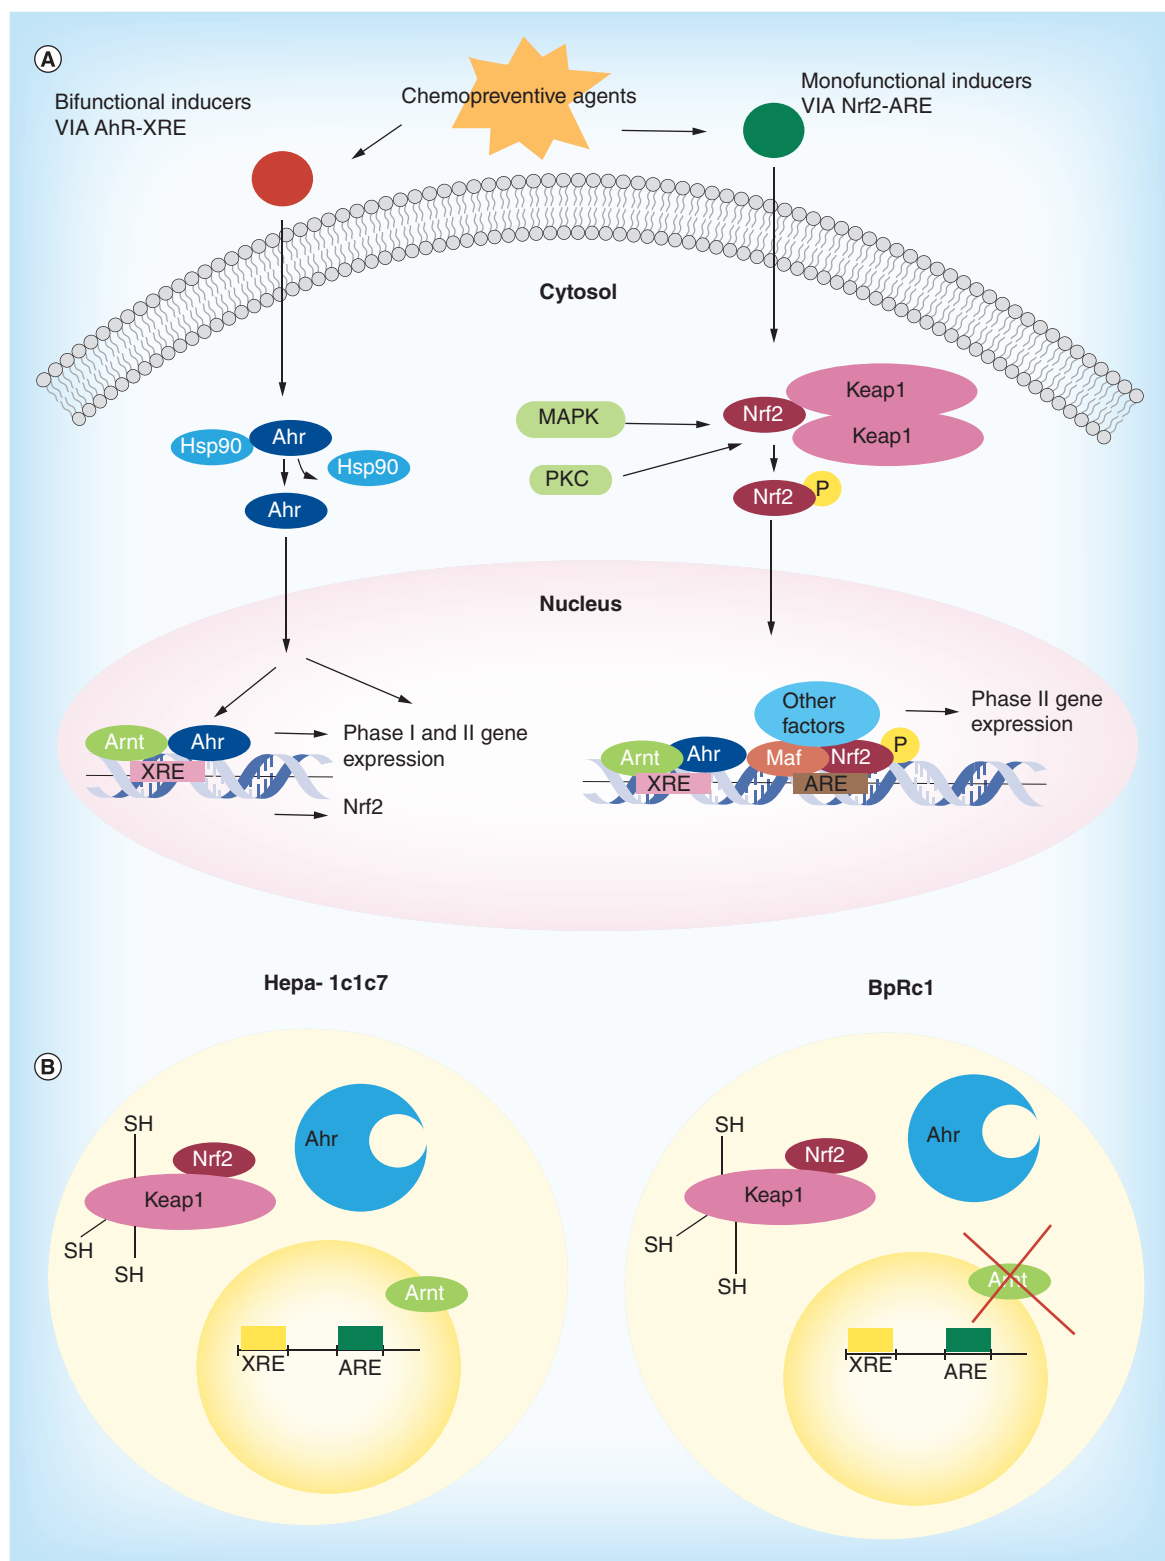 A
Bifunctional inducers
VIA AhR-XRE
Chemopreventive agents
Monofunctional inducers
VIA Nrf2-ARE
Cytosol
Hsp90
Ahr
Hsp90
Ahr
MAPK
PKC
Nrf2
Keap1
Keap1
Nrf2
P
Nucleus
Arnt
Ahr
XRE
Phase I and II gene
expression
Nrf2
Other
factors
Arnt
Ahr
Maf
Nrf2
P
XRE
ARE
Phase II gene
expression
Hepa- 1c1c7
BpRc1
B
SH
Nrf2
Keap1
SH
SH
Ahr
Arnt
XRE
ARE
SH
Nrf2
Keap1
SH
SH
Ahr
Arnt
XRE
ARE